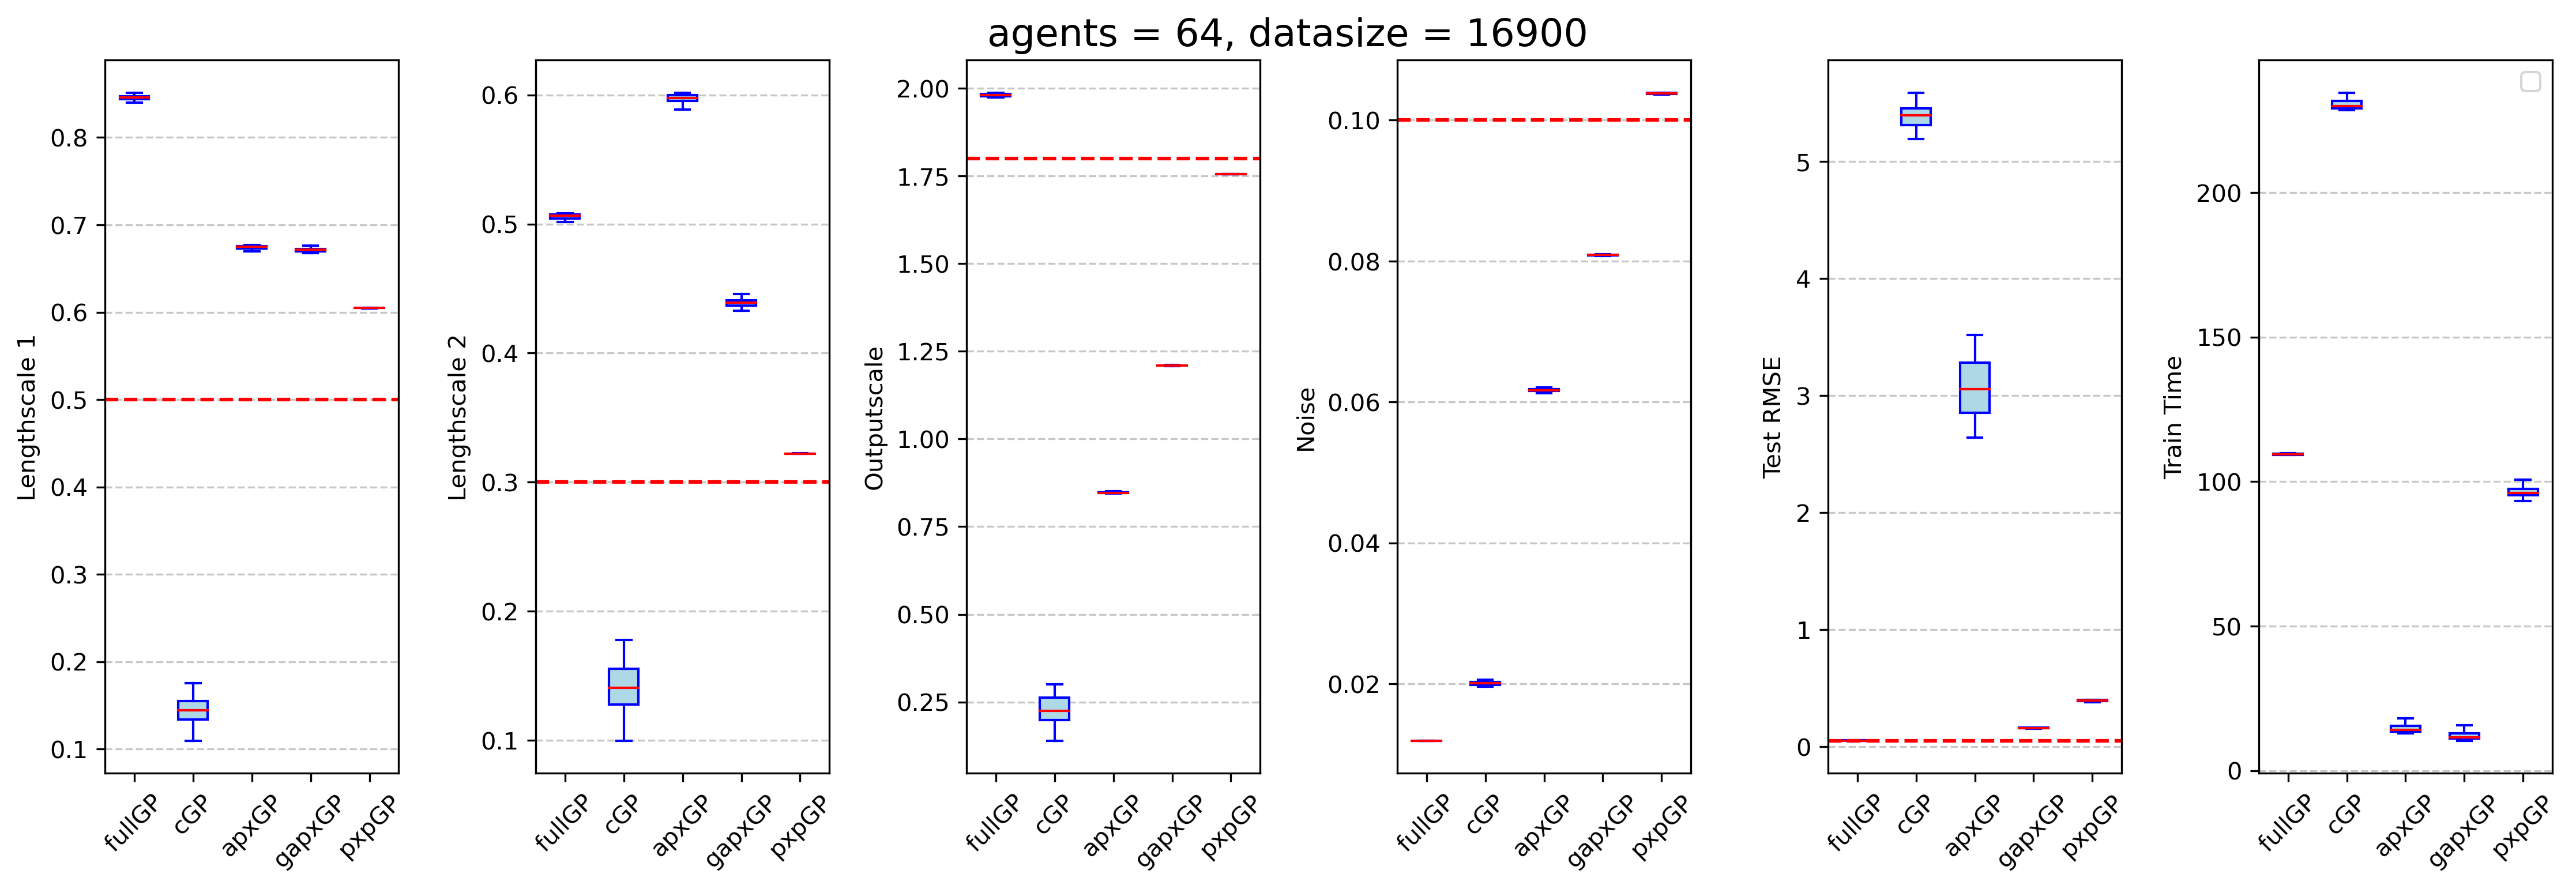 agents = 64, datasize = 16900
Lengthscale 1
0.8
0.7
0.6
0.5
0.4
0.3
0.2
0.1
fullGP
cGP
apxGP
gapxGP
pxpGP
Lengthscale 2
0.6
0.5
0.4
0.3
0.2
0.1
fullGP
cGP
apxGP
gapxGP
pxpGP
Outputscale
2.00
1.75
1.50
1.25
1.00
0.75
0.50
0.25
fullGP
cGP
apxGP
gapxGP
pxpGP
Noise
0.10
0.08
0.06
0.04
0.02
fullGP
cGP
apxGP
gapxGP
pxpGP
Test RMSE
5
4
3
2
1
0
fullGP
cGP
apxGP
gapxGP
pxpGP
Train Time
200
150
100
50
0
fullGP
cGP
apxGP
gapxGP
pxpGP